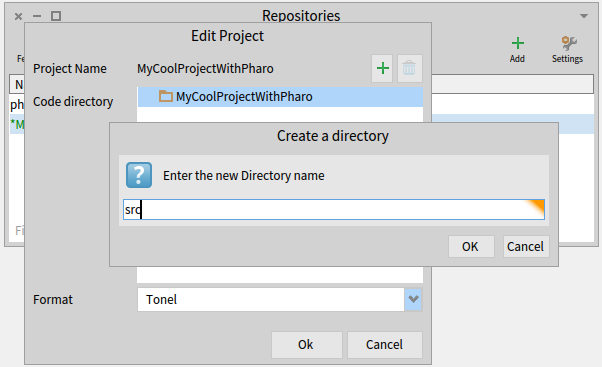 Repositories
Edit Project
Project Name MyCoolProjectWithPharo
Fe
Add Settings
Code directory MyCoolProjectWithPharo
N
ph
*M
Create a directory
Enter the new Directory name
src
OK Cancel
Fi
Format Tonel
Ok Cancel